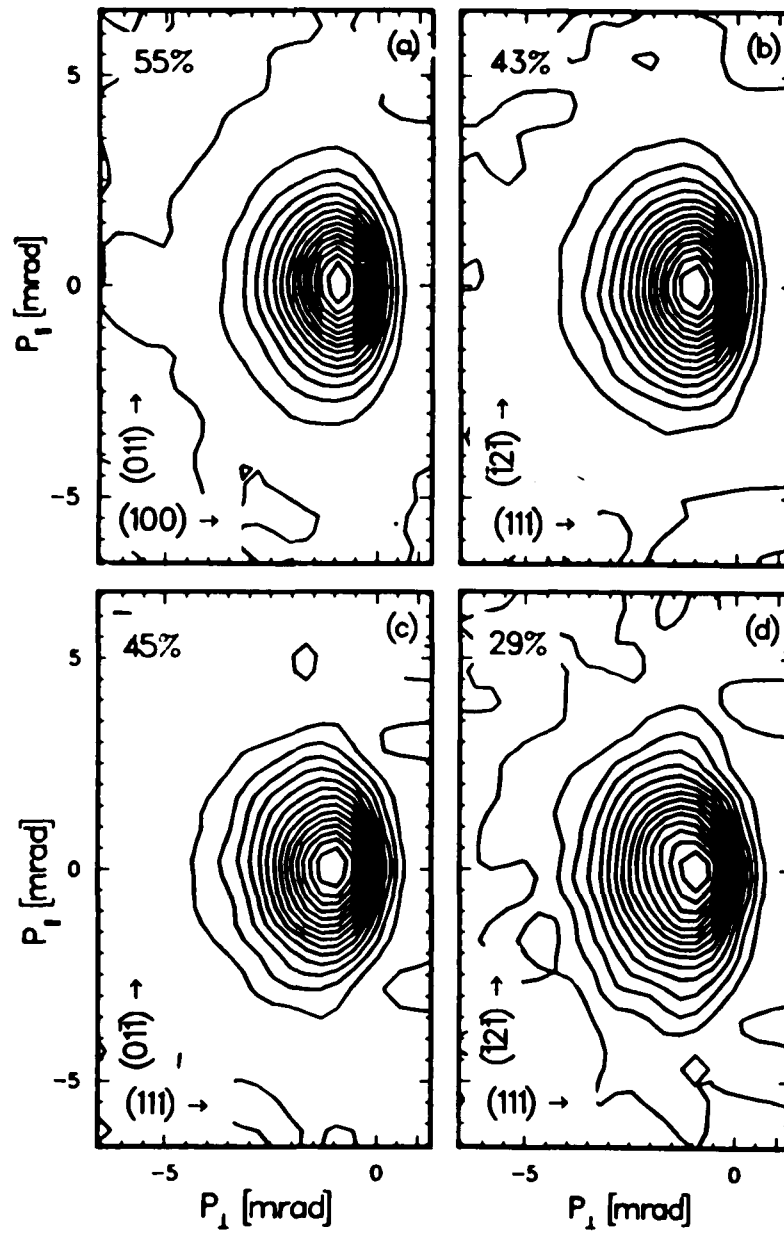 55%
(a)
5
0
-5
P∥ [mrad]
(011) →
(100) →
43%
(b)
(1̄21̄) →
(111) →
45%
(c)
5
0
-5
P∥ [mrad]
(011̄) →
(111) →
-5
0
P⊥ [mrad]
29%
(d)
(1̄21̄) →
(111) →
-5
0
P⊥ [mrad]